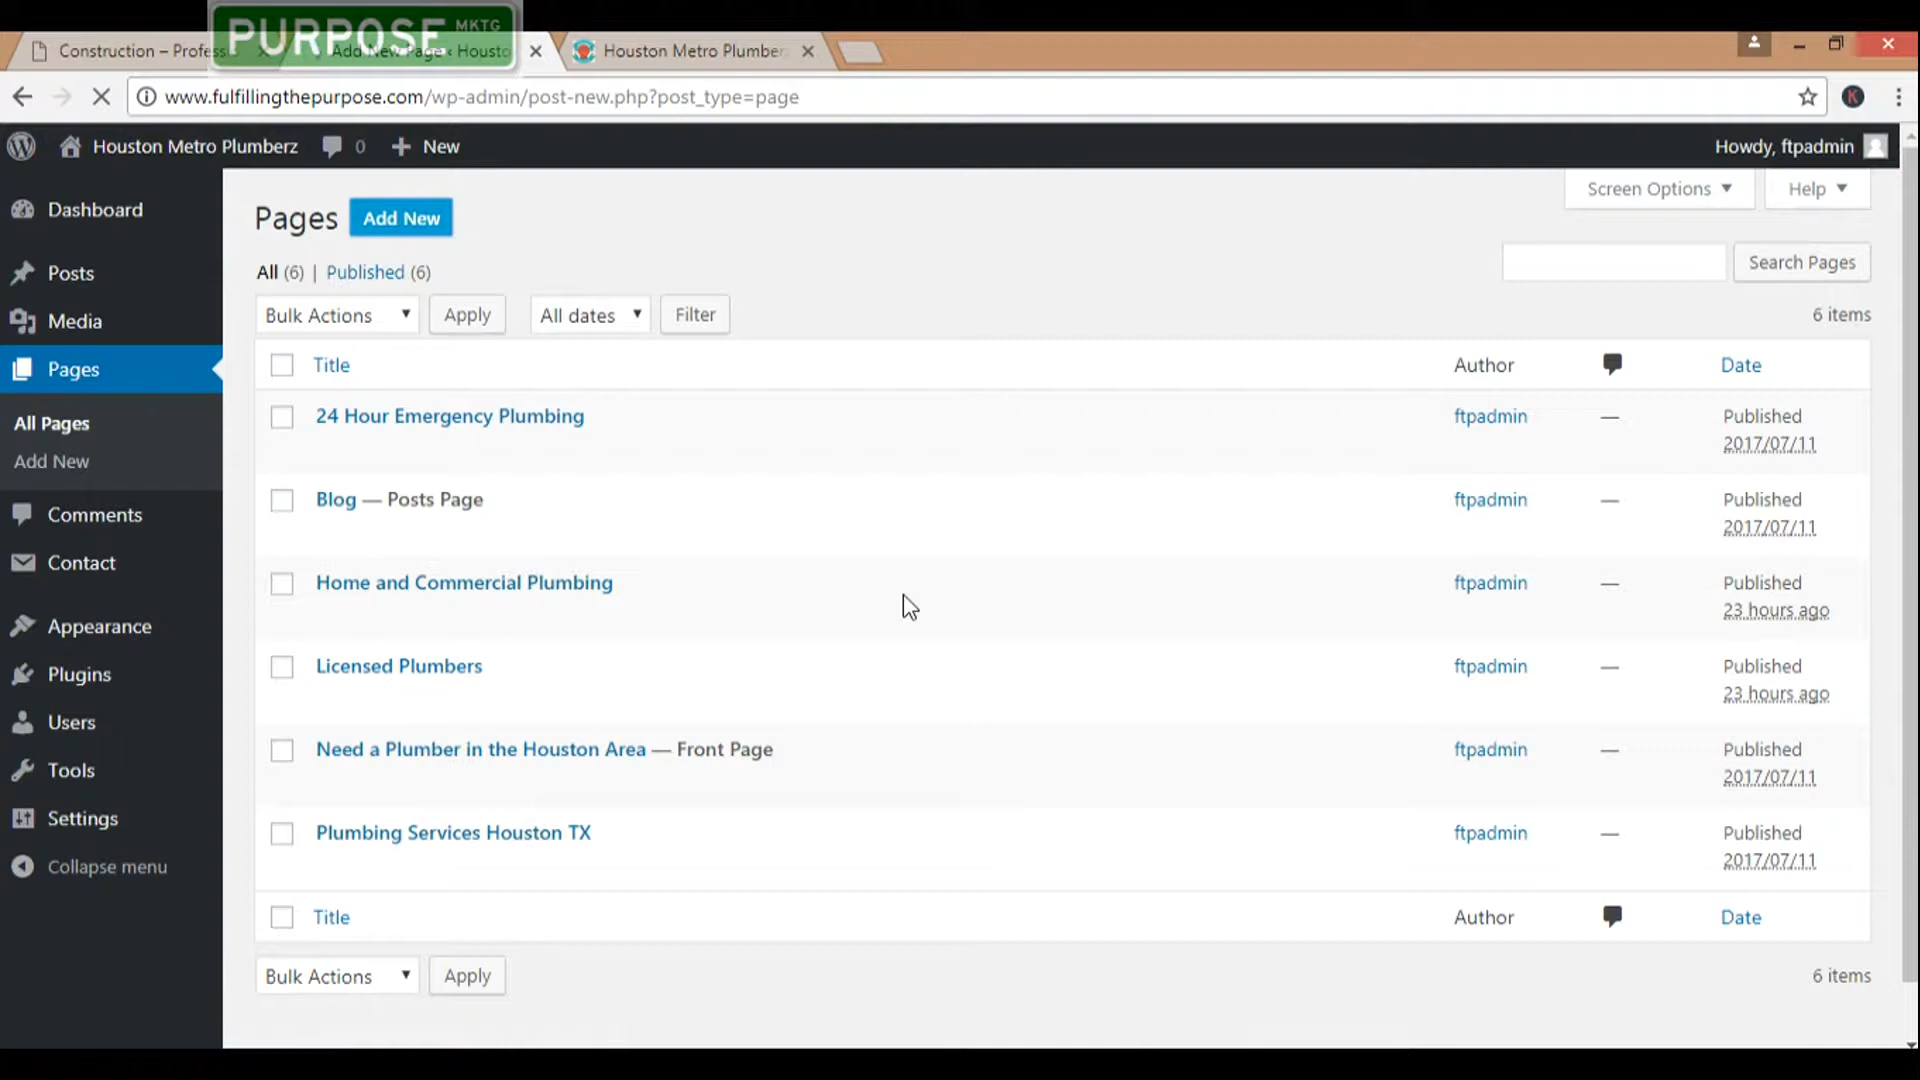 PURPOSE MKTG
Construction – Profess
Add New Page ‹ Housto
Houston Metro Plumber
www.fulfillingthepurpose.com/wp-admin/post-new.php?post_type=page
K
Houston Metro Plumberz 0 New
Howdy, ftpadmin
Dashboard
Posts
Media
Pages
All Pages
Add New
Comments
Contact
Appearance
Plugins
Users
Tools
Settings
Collapse menu
Screen Options Help
Pages Add New
All (6) | Published (6)
Search Pages
Bulk Actions Apply All dates Filter
6 items
Title Author Date
24 Hour Emergency Plumbing ftpadmin — Published
2017/07/11
Blog — Posts Page ftpadmin — Published
2017/07/11
Home and Commercial Plumbing ftpadmin — Published
23 hours ago
Licensed Plumbers ftpadmin — Published
23 hours ago
Need a Plumber in the Houston Area — Front Page ftpadmin — Published
2017/07/11
Plumbing Services Houston TX ftpadmin — Published
2017/07/11
Title Author Date
Bulk Actions Apply
6 items